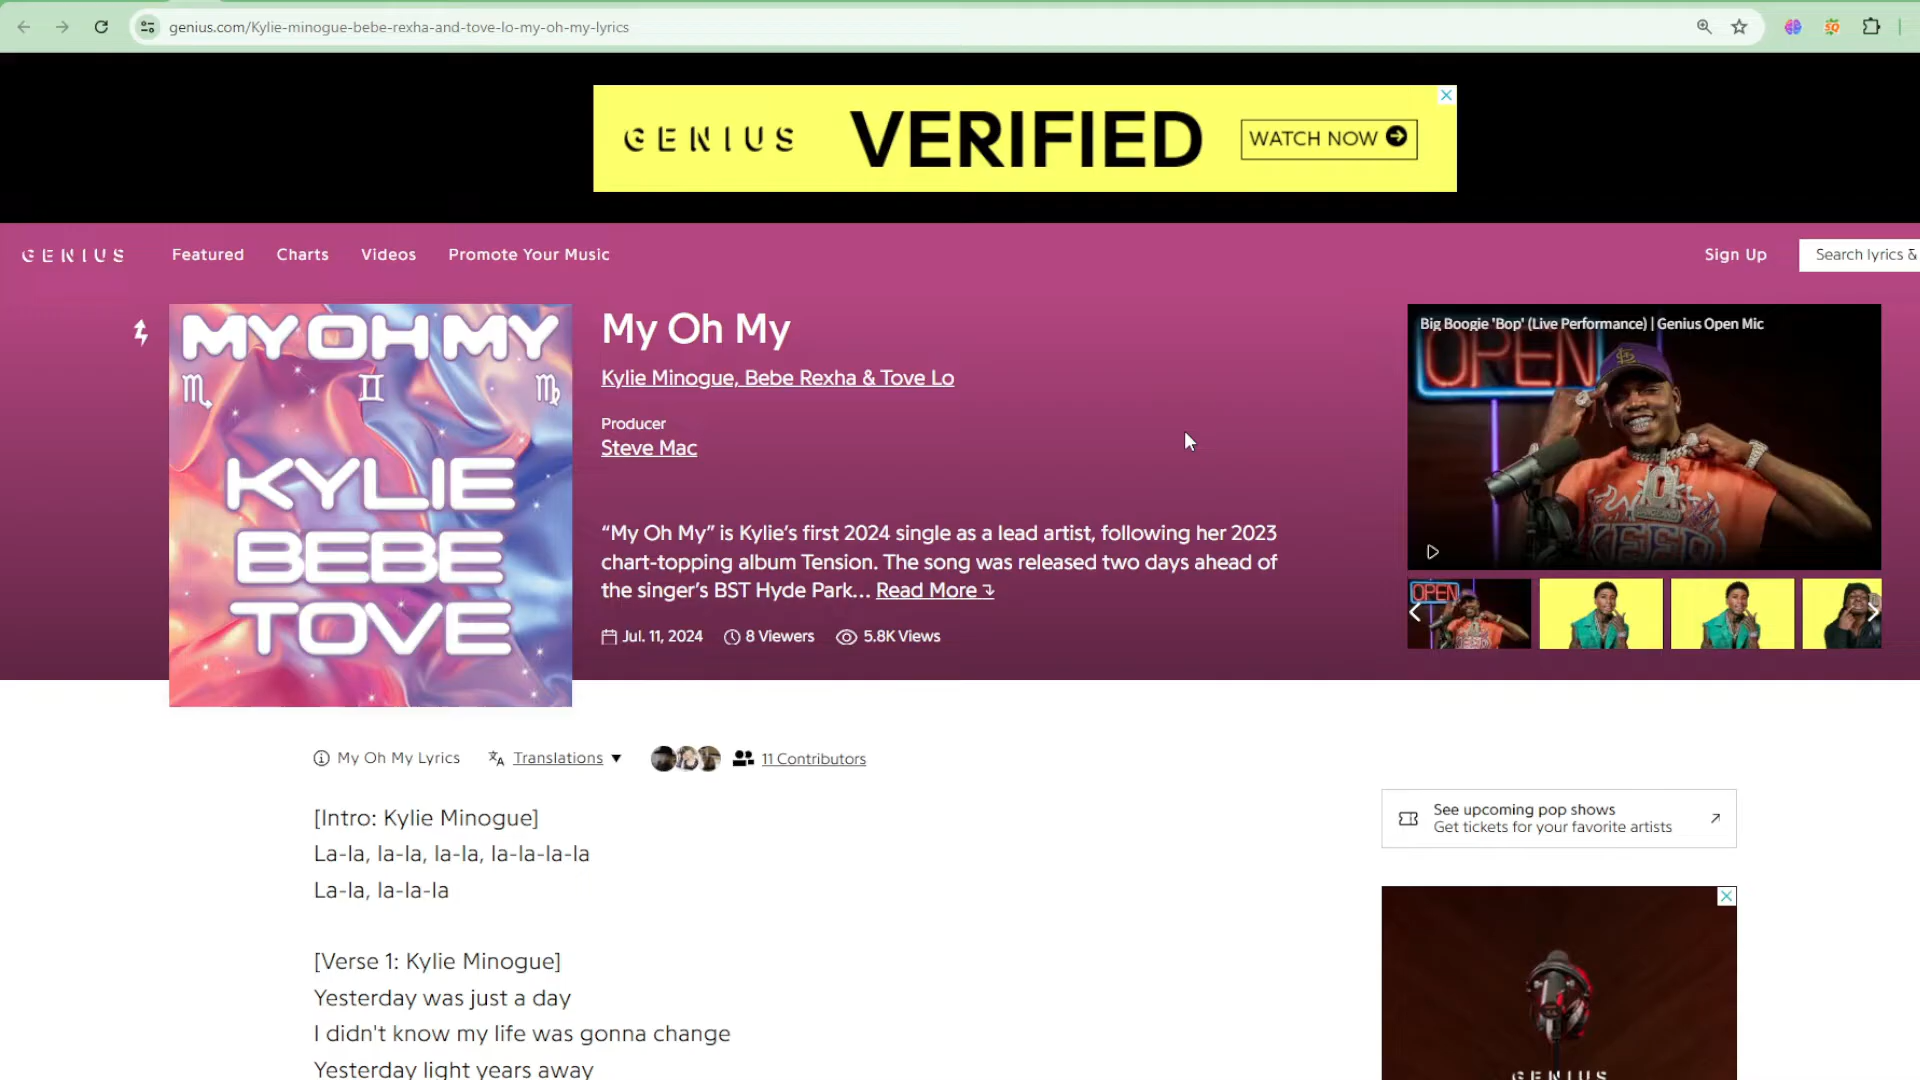 genius.com/Kylie-minogue-bebe-rexha-and-tove-lo-my-oh-my-lyrics
GENIUS VERIFIED WATCH NOW
GENIUS Featured Charts Videos Promote Your Music Sign Up Search lyrics &
MY OH MY
KYLIE
BEBE
TOVE
My Oh My
Kylie Minogue, Bebe Rexha & Tove Lo
Producer
Steve Mac
“My Oh My” is Kylie’s first 2024 single as a lead artist, following her 2023
chart-topping album Tension. The song was released two days ahead of
the singer’s BST Hyde Park… Read More
Jul. 11, 2024 8 Viewers 5.8K Views
Big Boogie 'Bop' (Live Performance) | Genius Open Mic
OPEN
OPEN
My Oh My Lyrics Translations 11 Contributors
[Intro: Kylie Minogue]
La-la, la-la, la-la, la-la-la-la
La-la, la-la-la
[Verse 1: Kylie Minogue]
Yesterday was just a day
I didn't know my life was gonna change
Yesterday light years away
See upcoming pop shows
Get tickets for your favorite artists
GENIUS